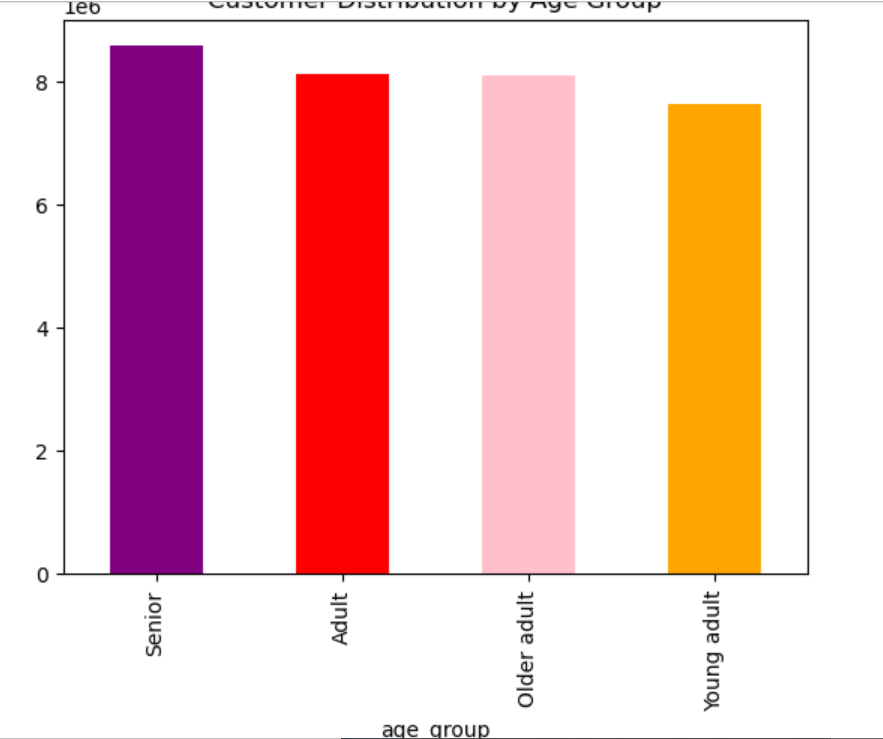 Customer Distribution by Age Group
1e6
8
6
4
2
0
Senior
Adult
Older adult
Young adult
age_group